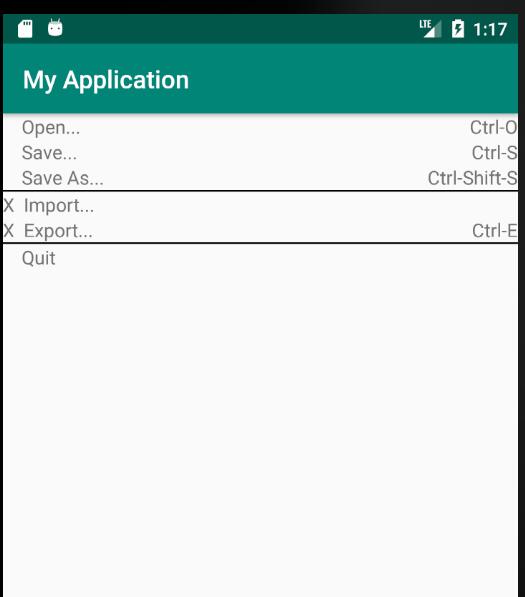 LTE 1:17
My Application
Open... Ctrl-O
Save... Ctrl-S
Save As... Ctrl-Shift-S
X Import...
X Export... Ctrl-E
Quit